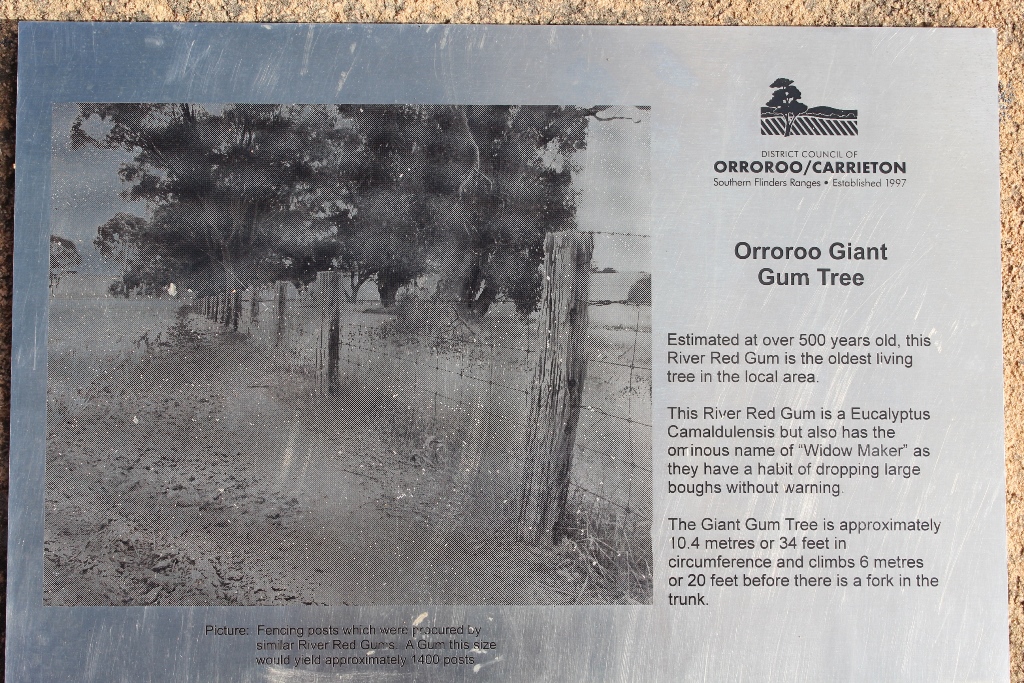 DISTRICT COUNCIL OF
ORROROO/CARRIETON
Southern Flinders Ranges • Established 1997
Orroroo Giant
Gum Tree
Estimated at over 500 years old, this
River Red Gum is the oldest living
tree in the local area.
This River Red Gum is a Eucalyptus
Camaldulensis but also has the
ominous name of “Widow Maker” as
they have a habit of dropping large
boughs without warning.
The Giant Gum Tree is approximately
10.4 metres or 34 feet in
circumference and climbs 6 metres
or 20 feet before there is a fork in the
trunk.
Picture: Fencing posts which were procured by
similar River Red Gums. A Gum this size
would yield approximately 1400 posts